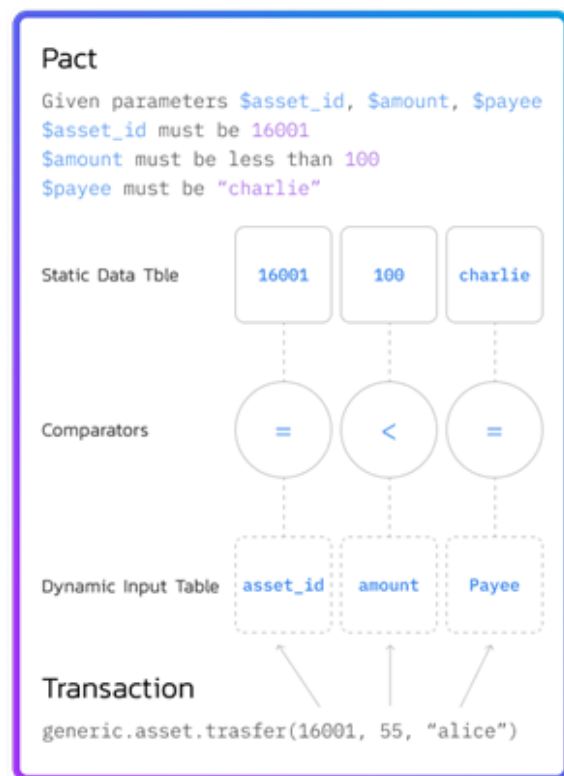 Pact
Given parameters $asset_id, $amount, $payee
$asset_id must be 16001
$amount must be less than 100
$payee must be “charlie”
Static Data Tble 16001 100 charlie
Comparators = < =
Dynamic Input Table asset_id amount Payee
Transaction
generic.asset.trasfer(16001, 55, “alice”)